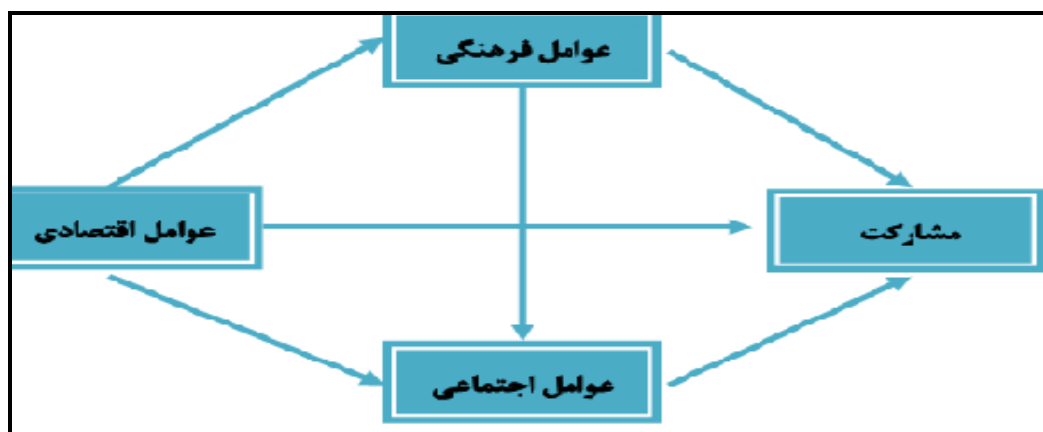 عوامل فرهنگی
عوامل اقتصادی
مشارکت
عوامل اجتماعی